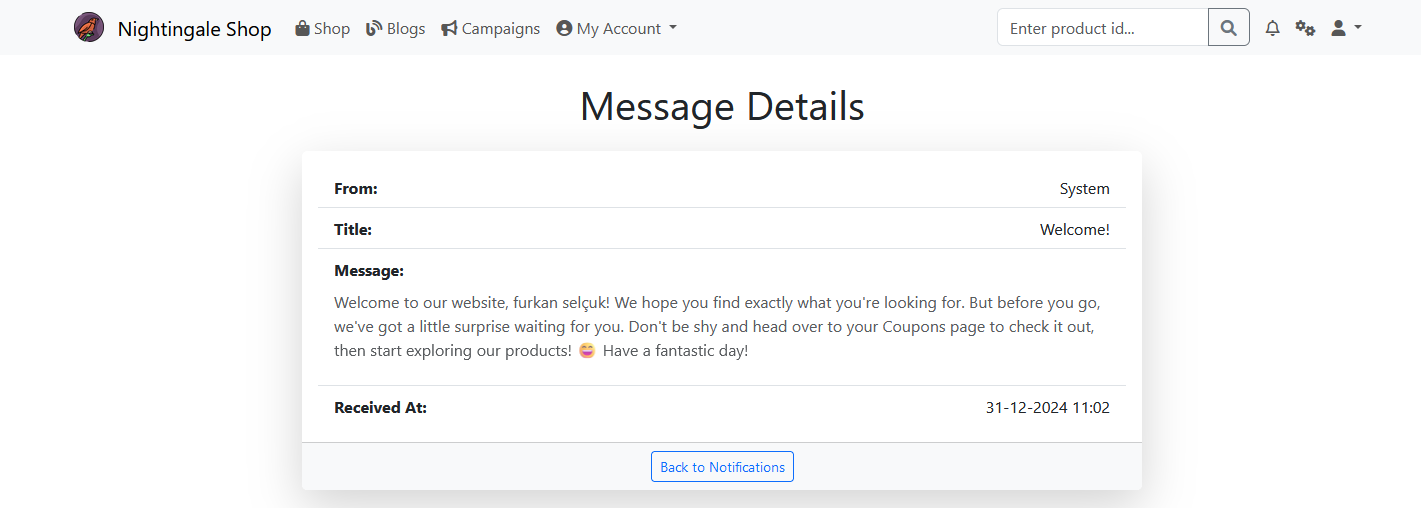 Nightingale Shop Shop Blogs Campaigns My Account Enter product id...
Message Details
From: System
Title: Welcome!
Message:
Welcome to our website, furkan selçuk! We hope you find exactly what you're looking for. But before you go,
we've got a little surprise waiting for you. Don't be shy and head over to your Coupons page to check it out,
then start exploring our products! 😄 Have a fantastic day!
Received At: 31-12-2024 11:02
Back to Notifications